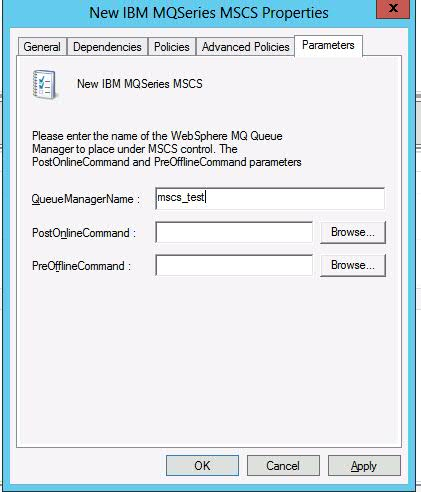 New IBM MQSeries MSCS Properties
x
General Dependencies Policies Advanced Policies Parameters
New IBM MQSeries MSCS
Please enter the name of the WebSphere MQ Queue
Manager to place under MSCS control. The
PostOnlineCommand and PreOfflineCommand parameters
QueueManagerName : mscs_test
PostOnlineCommand : Browse...
PreOfflineCommand : Browse...
OK Cancel Apply